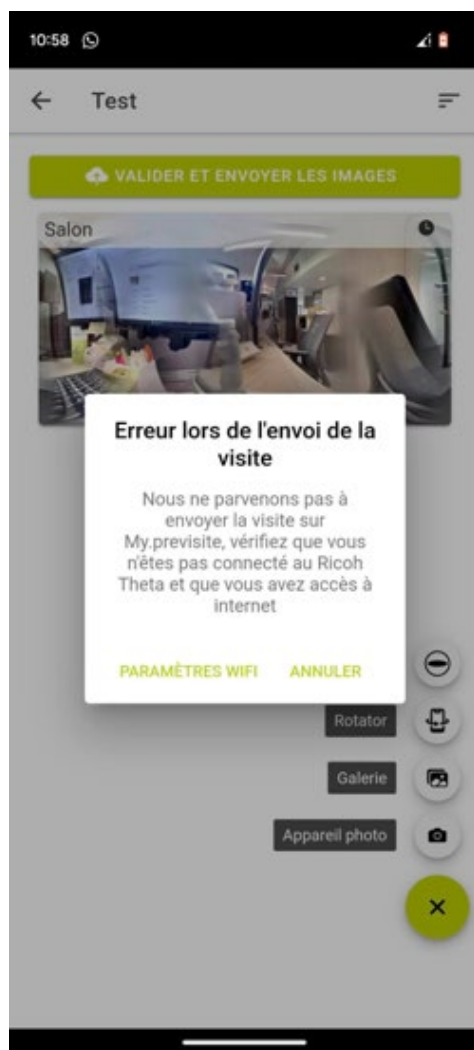 10:58
Test
VALIDER ET ENVOYER LES IMAGES
Salon
Erreur lors de l'envoi de la
visite
Nous ne parvenons pas à
envoyer la visite sur
My.previsite, vérifiez que vous
n'êtes pas connecté au Ricoh
Theta et que vous avez accès à
internet
PARAMÈTRES WIFI ANNULER
Rotator
Galerie
Appareil photo